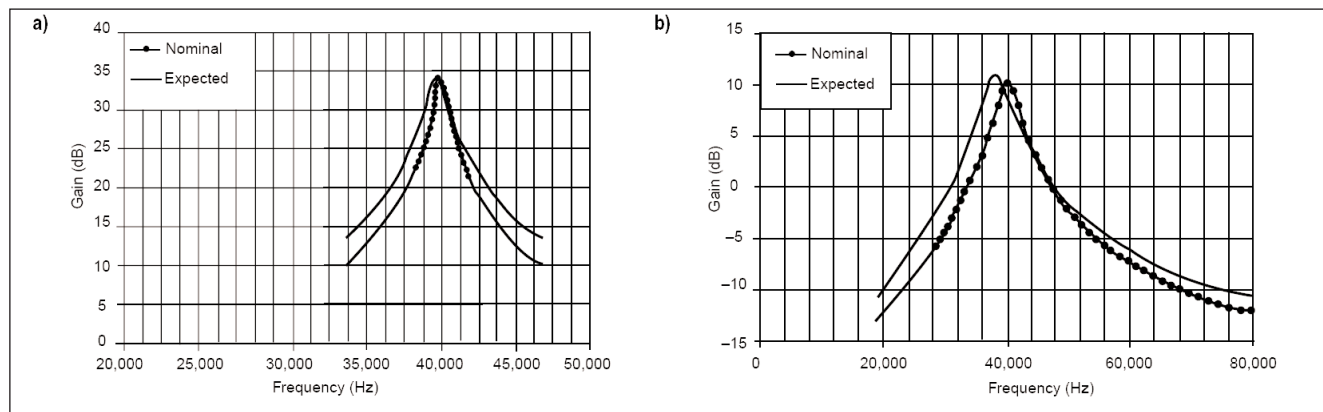 a)
40
35
30
25
20
15
10
5
0
Gain (dB)
Nominal
Expected
20,000 25,000 30,000 35,000 40,000 45,000 50,000
Frequency (Hz)
b)
15
10
5
0
–5
–10
–15
Gain (dB)
Nominal
Expected
0 20,000 40,000 60,000 80,000
Frequency (Hz)